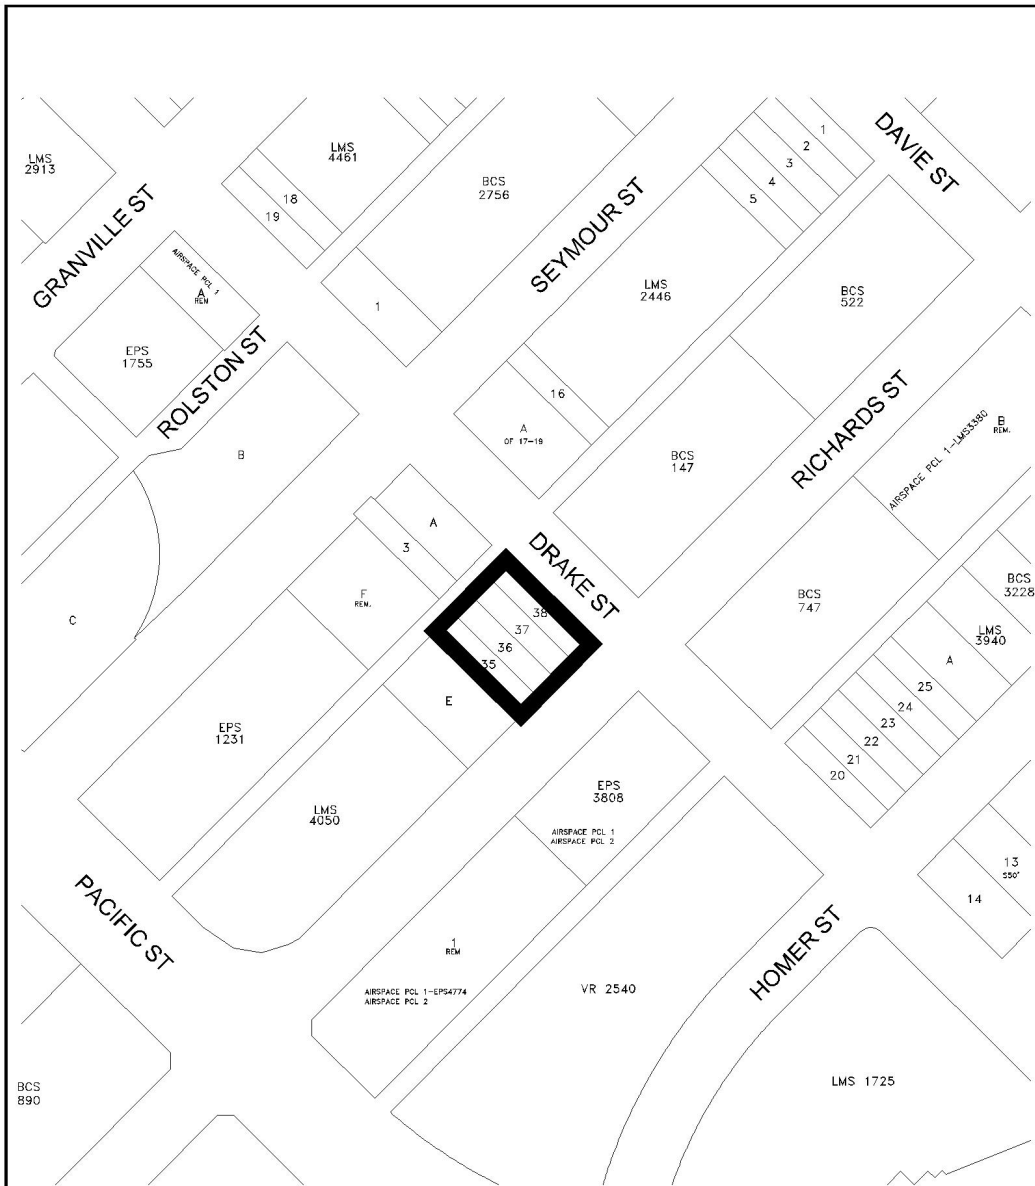 DAVIE ST
LMS
2913
LMS
4461
BCS
2756
1
2
3
4
5
18
19
GRANVILLE ST
SEYMOUR ST
AIRSPACE PCL 1
A
REM
1
LMS
2446
BCS
522
EPS
1755
ROLSTON ST
RICHARDS ST
16
A
OF 17-19
B
REM.
AIRSPACE PCL 1-LMS3380
B
BCS
147
A
3
DRAKE ST
F
REM.
BCS
747
BCS
3228
C
38
37
36
35
LMS
3940
A
25
24
23
22
21
20
E
EPS
1231
LMS
4050
EPS
3808
AIRSPACE PCL 1
AIRSPACE PCL 2
PACIFIC ST
13
S50'
14
1
REM
AIRSPACE PCL 1-EPS4774
AIRSPACE PCL 2
HOMER ST
VR 2540
BCS
890
LMS 1725